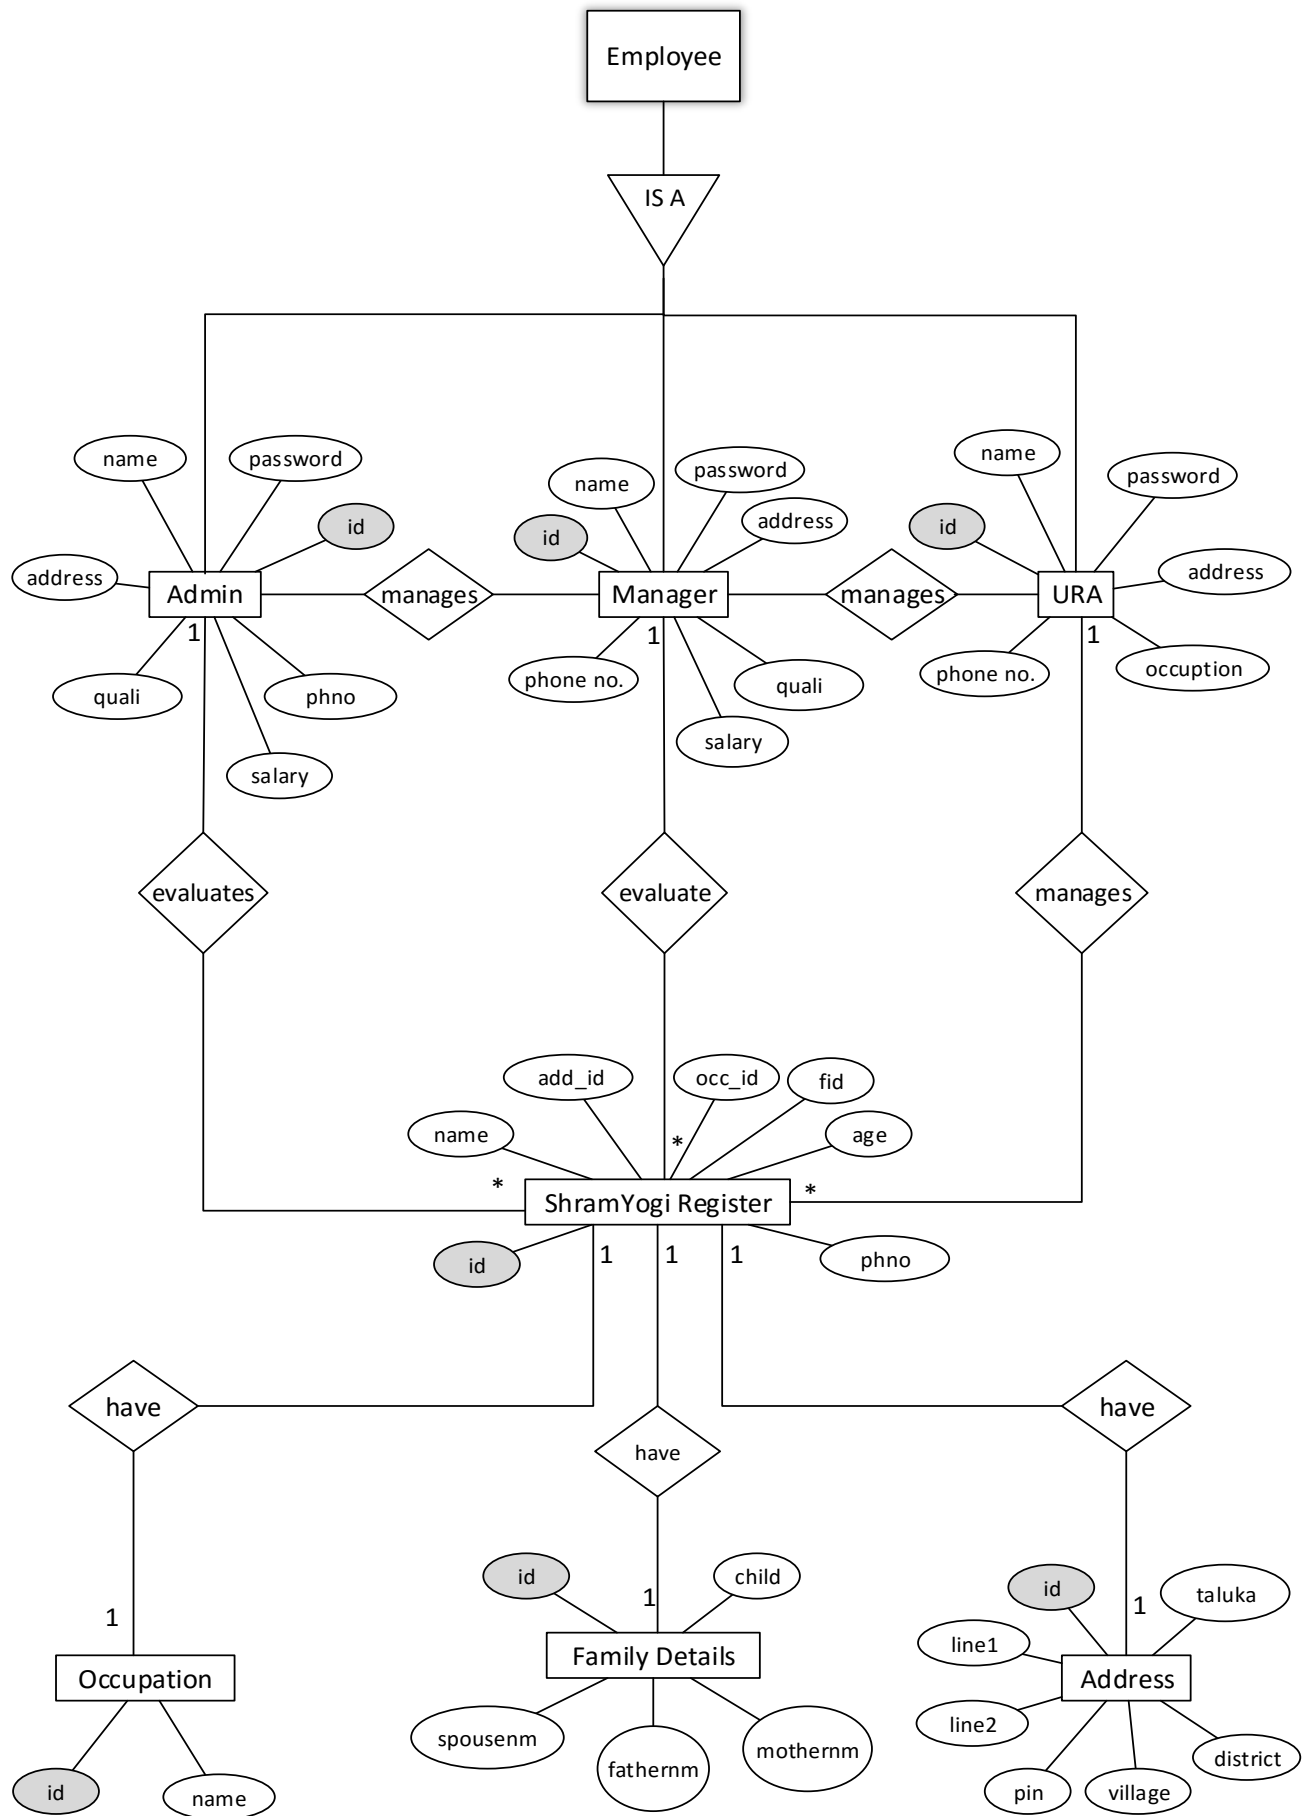 Employee
IS A
name
password
id
address
Admin
1
quali
phno
salary
manages
name
password
id
address
Manager
1
phone no.
quali
salary
manages
name
password
id
address
URA
1
phone no.
occuption
evaluates
evaluate
manages
add_id
occ_id
fid
name
age
*
*
*
ShramYogi Register
id
1
1
1
phno
have
have
have
1
Occupation
id
name
id
child
1
Family Details
spousenm
fathernm
mothernm
id
taluka
1
line1
Address
line2
district
pin
village